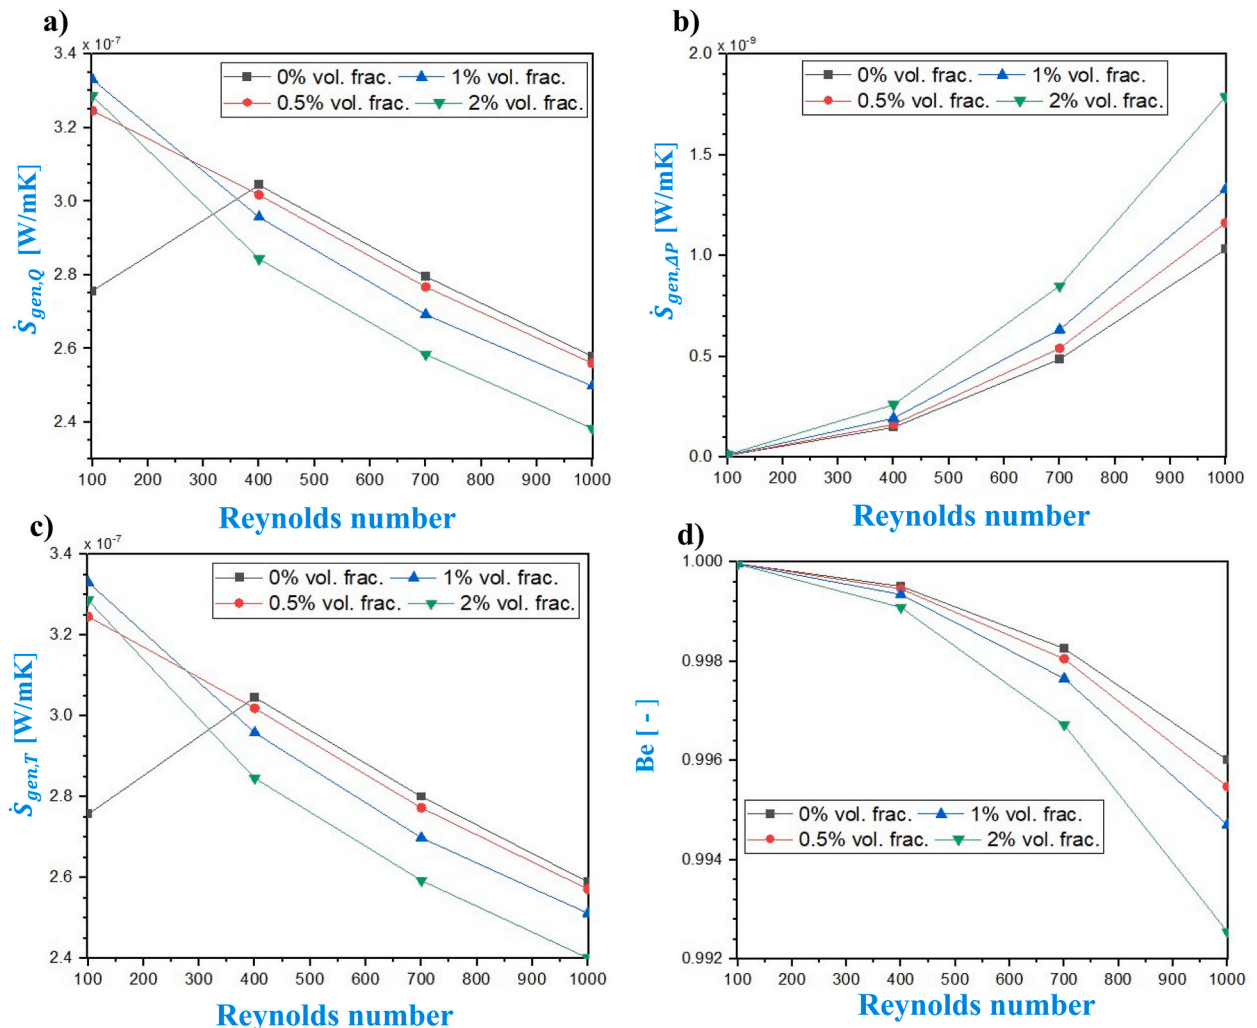 a)
x 10⁻⁷
3.4
3.2
3.0
2.8
2.6
2.4
Ṡgen,Q [W/mK]
0% vol. frac. 1% vol. frac.
0.5% vol. frac. 2% vol. frac.
100 200 300 400 500 600 700 800 900 1000
Reynolds number
b)
x 10⁻⁹
2.0
1.5
1.0
0.5
0.0
Ṡgen,ΔP [W/mK]
0% vol. frac. 1% vol. frac.
0.5% vol. frac. 2% vol. frac.
100 200 300 400 500 600 700 800 900 1000
Reynolds number
c)
x 10⁻⁷
3.4
3.2
3.0
2.8
2.6
2.4
Ṡgen,T [W/mK]
0% vol. frac. 1% vol. frac.
0.5% vol. frac. 2% vol. frac.
100 200 300 400 500 600 700 800 900 1000
Reynolds number
d)
1.000
0.998
0.996
0.994
0.992
Be [ - ]
0% vol. frac. 1% vol. frac.
0.5% vol. frac. 2% vol. frac.
100 200 300 400 500 600 700 800 900 1000
Reynolds number